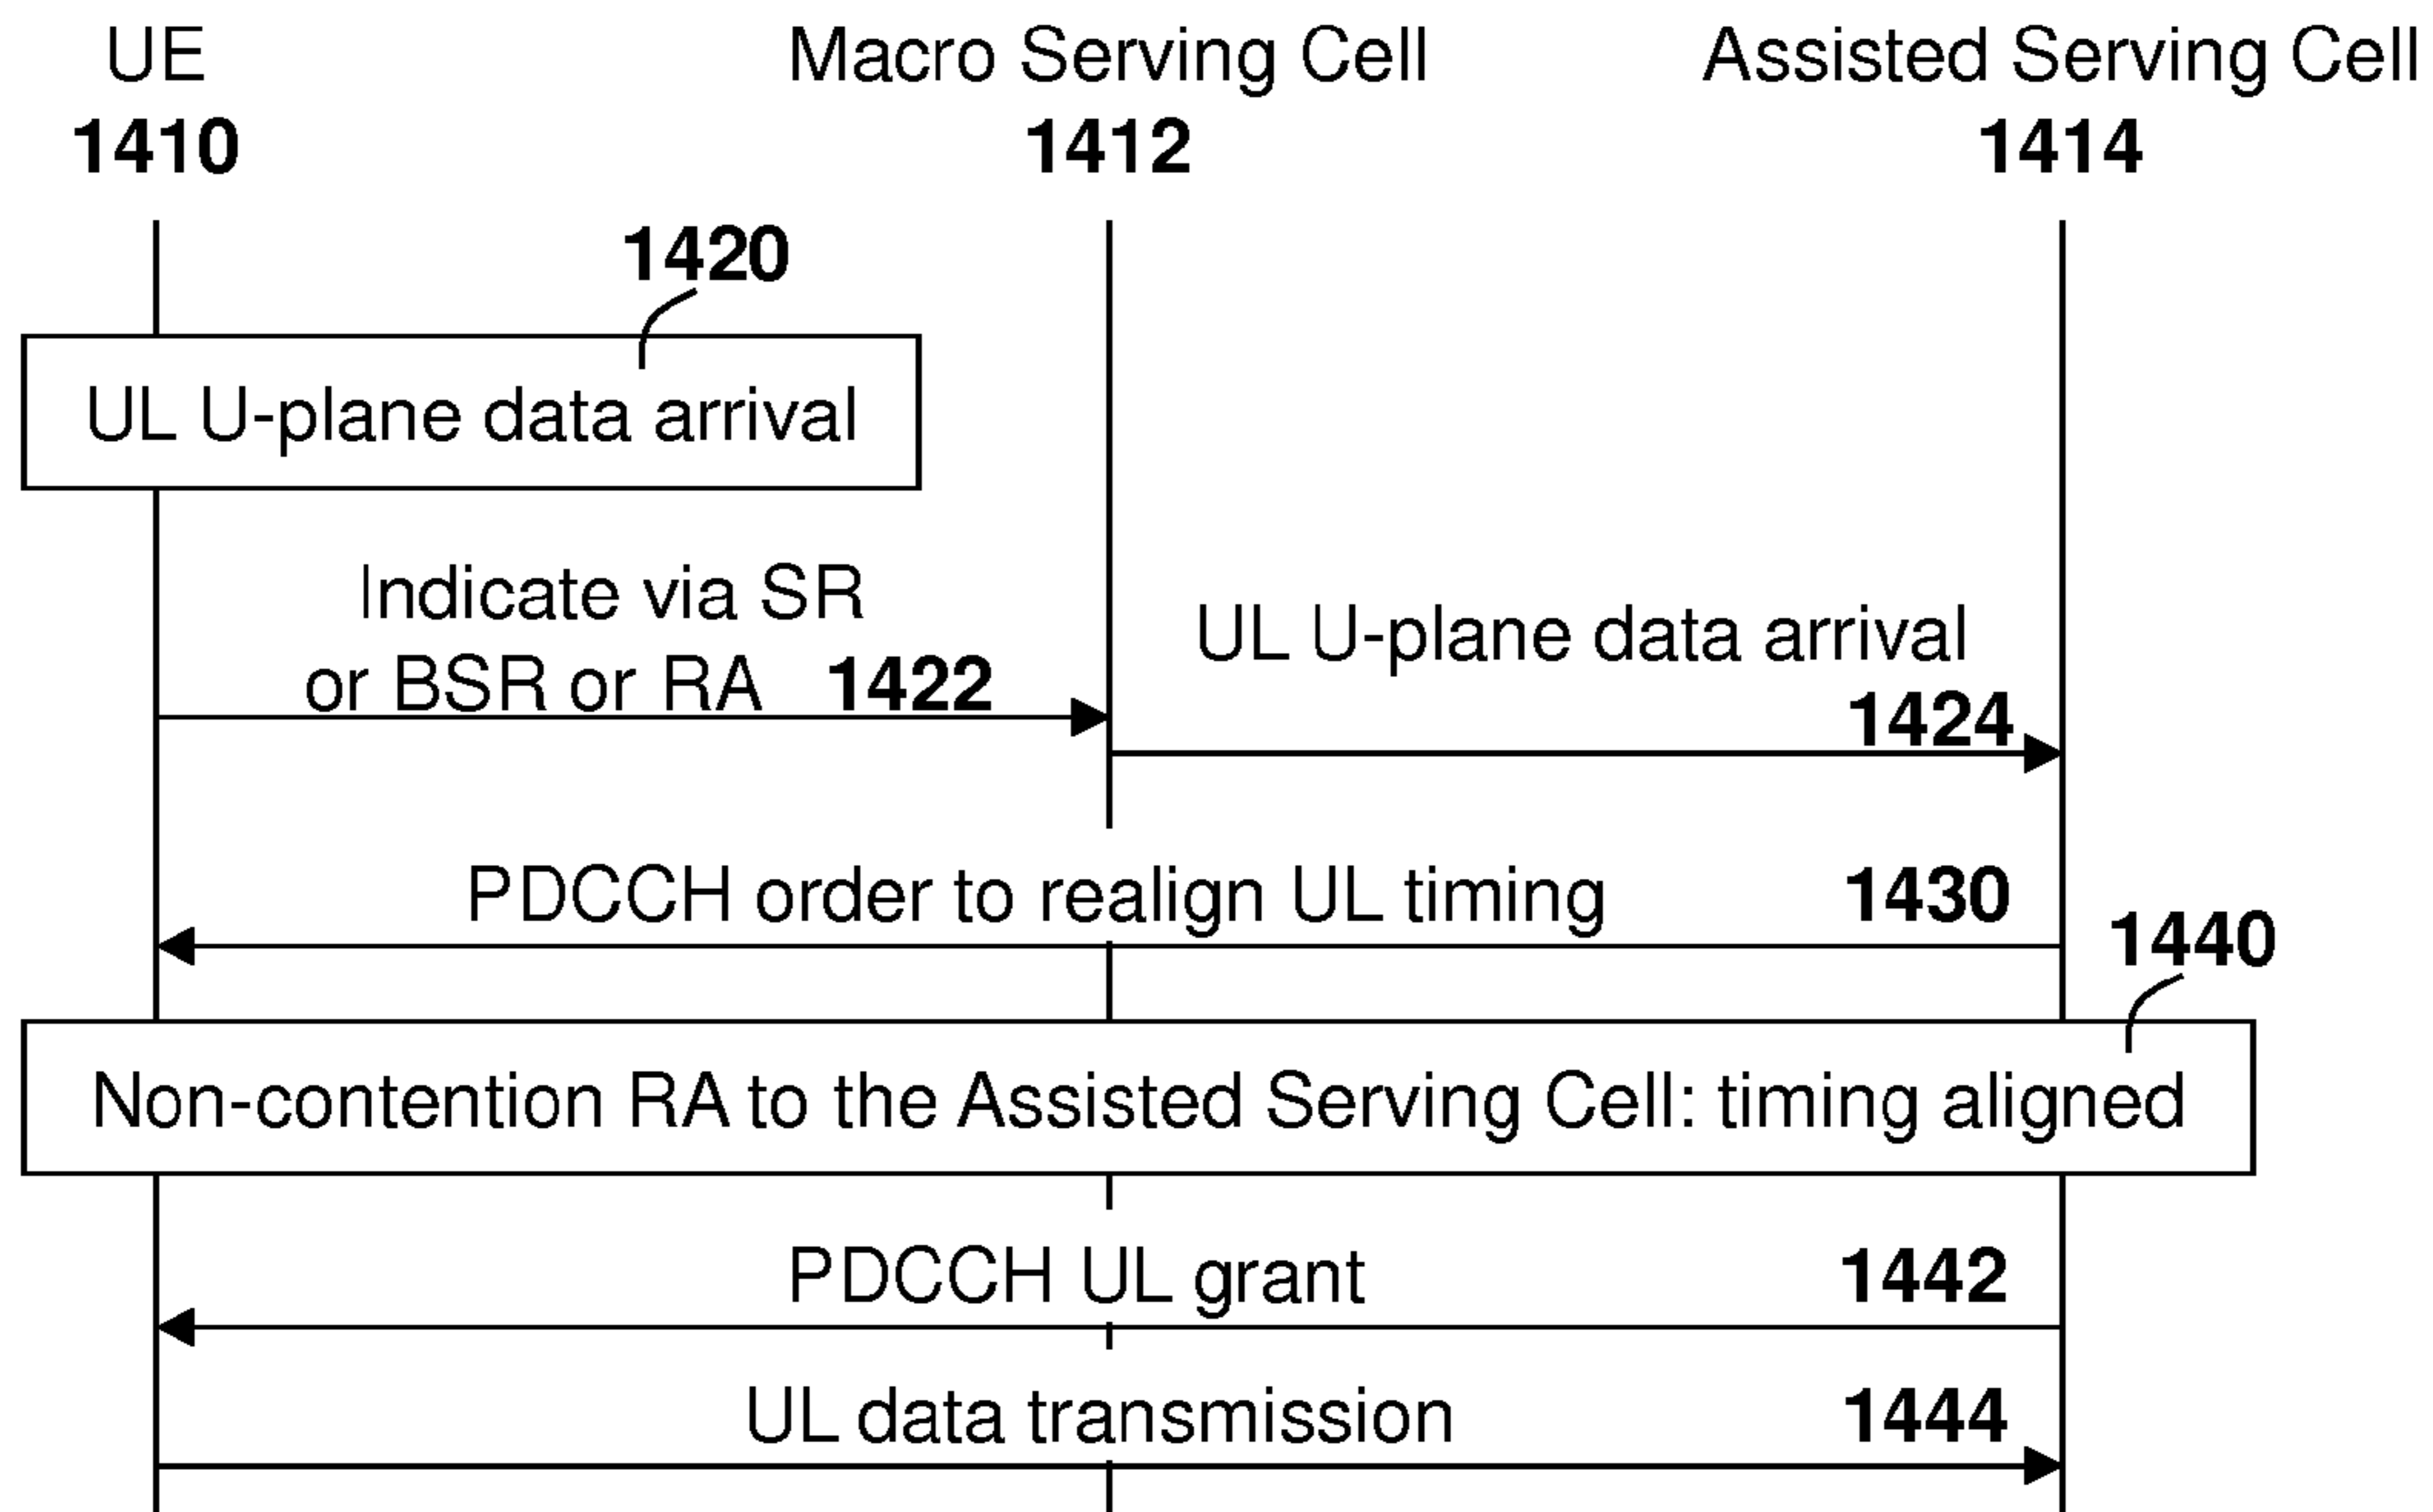 UE
Macro Serving Cell
Assisted Serving Cell
1410
1412
1414
1420
UL U-plane data arrival
Indicate via SR
or BSR or RA 1422
UL U-plane data arrival
1424
PDCCH order to realign UL timing 1430
1440
Non-contention RA to the Assisted Serving Cell: timing aligned
PDCCH UL grant 1442
UL data transmission 1444